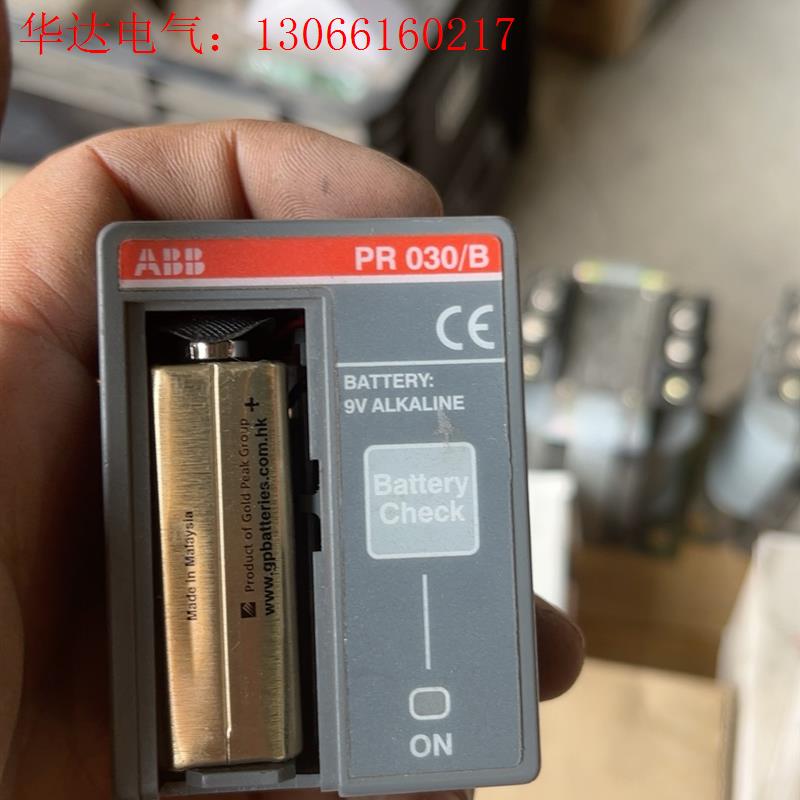 华达电气：13066160217
ABB PR 030/B
CE
BATTERY:
9V ALKALINE
Battery
Check
ON
Made In Malaysia
Product of Gold Peak Group
www.gpbatteries.com.hk
+